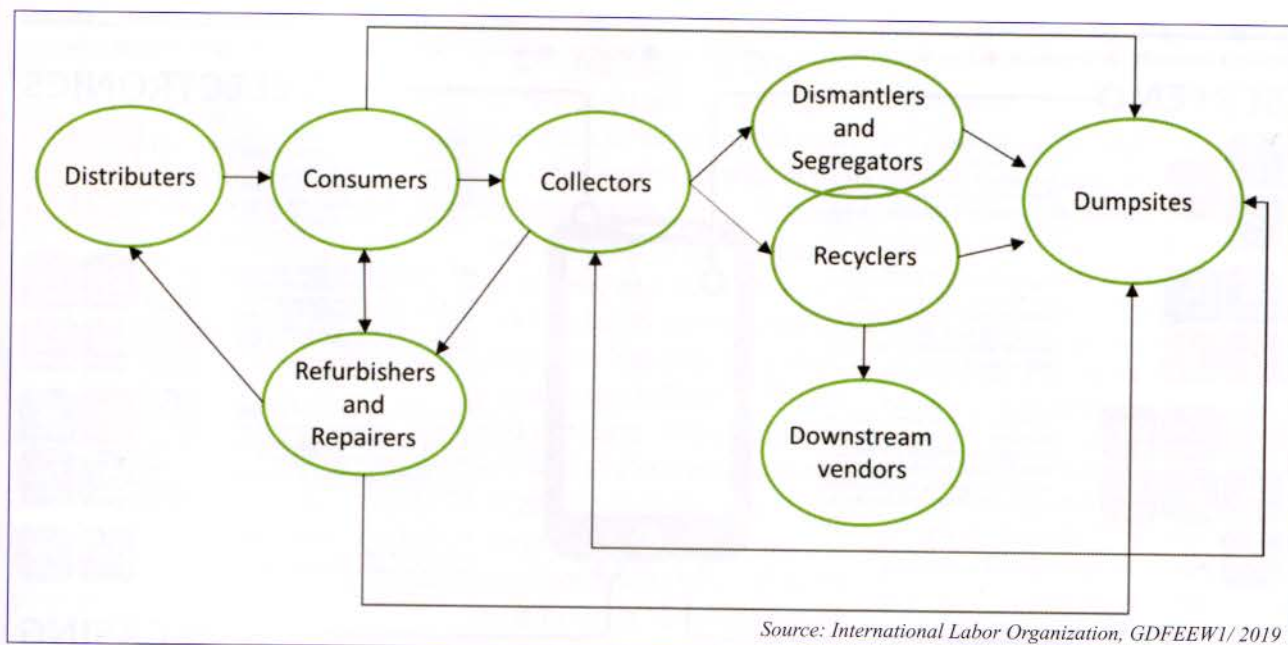 Distributers
Consumers
Collectors
Dismantlers
and
Segregators
Recyclers
Dumpsites
Refurbishers
and
Repairers
Downstream
vendors
Source: International Labor Organization, GDFEEW1/ 2019